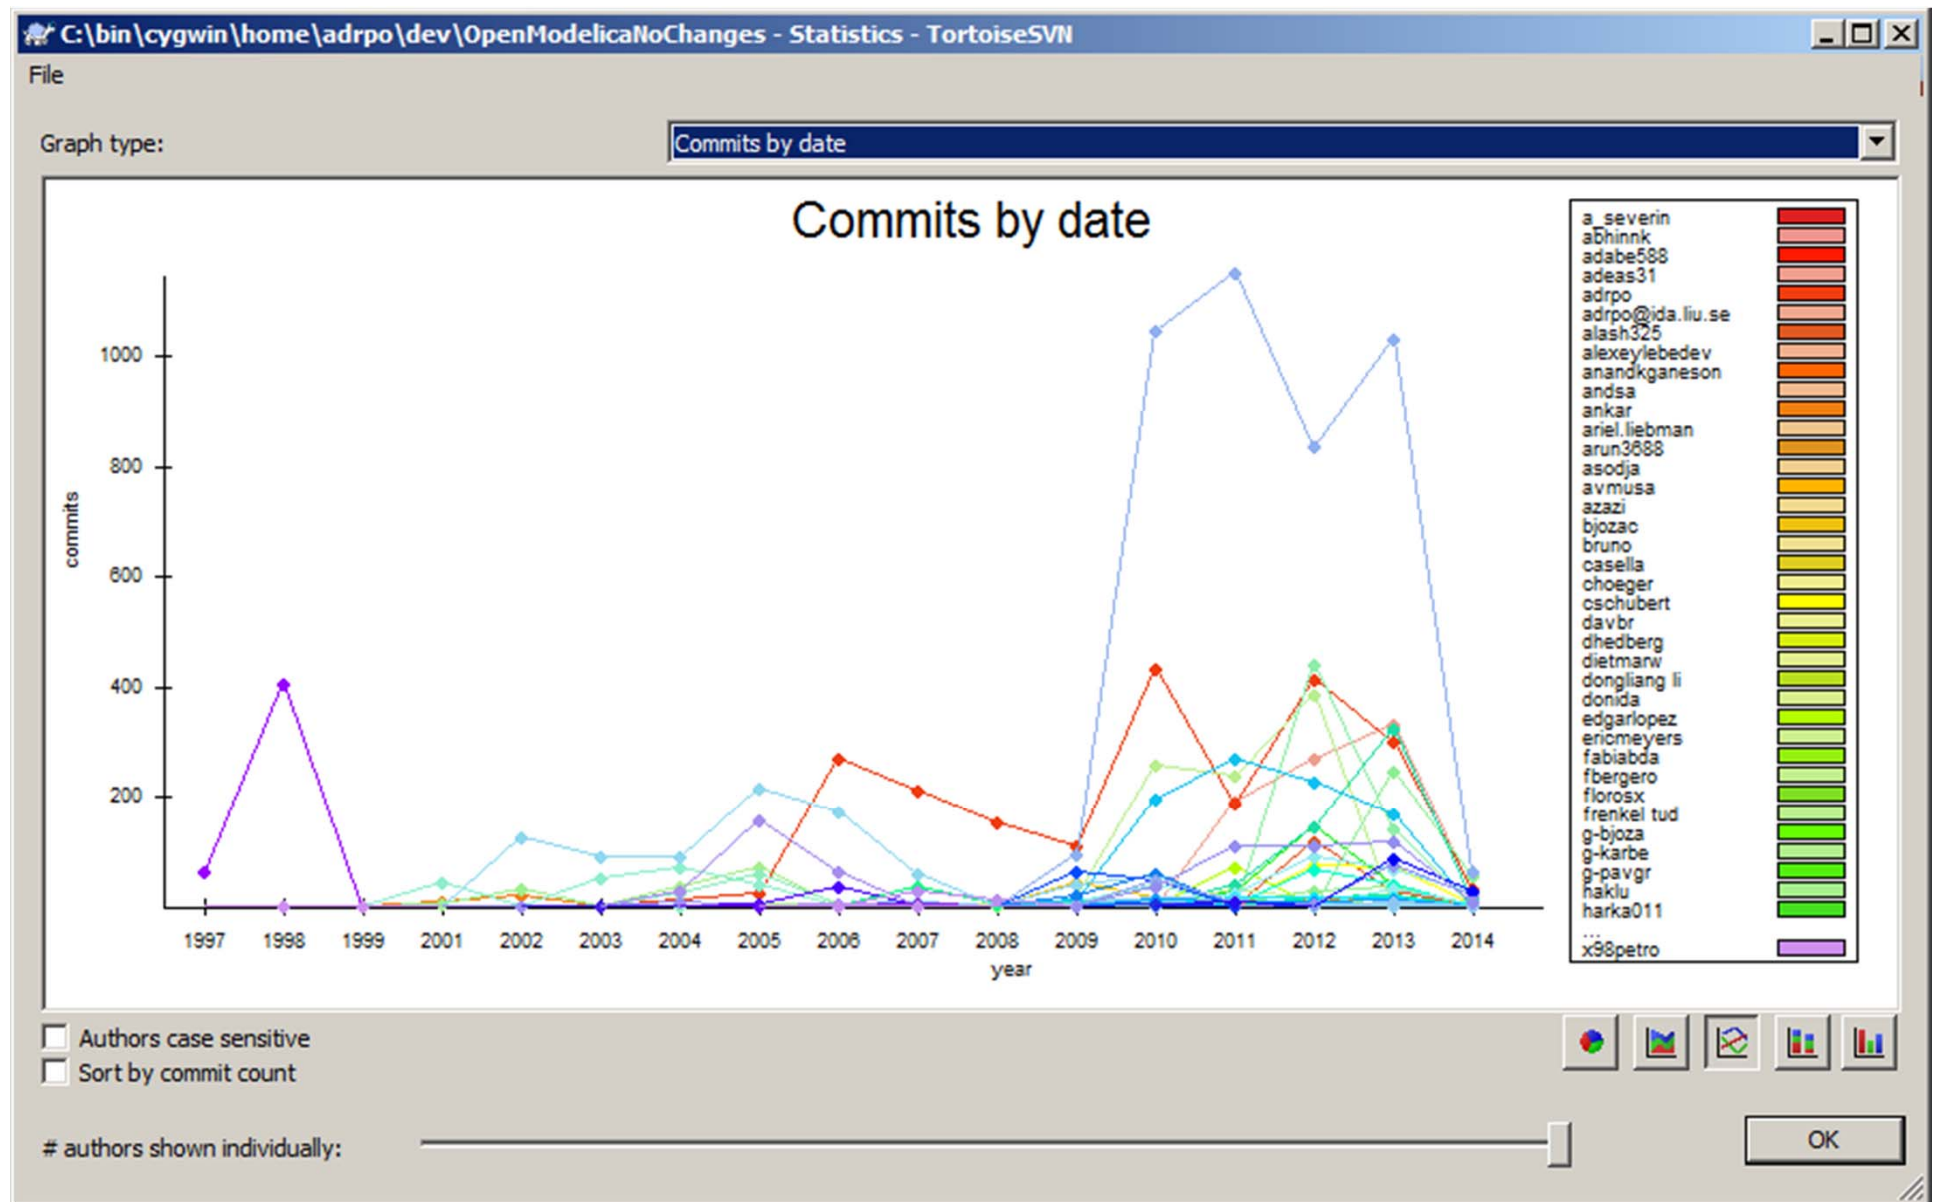 C:\bin\cygwin\home\adrpo\dev\OpenModelicaNoChanges - Statistics - TortoiseSVN
File
Graph type:
Commits by date
Commits by date
1000
800
600
400
200
commits
1997 1998 1999 2001 2002 2003 2004 2005 2006 2007 2008 2009 2010 2011 2012 2013 2014
year
a_severin
abhinnk
adabe588
adeas31
adrpo
adrpo@ida.liu.se
alash325
alexeylebedev
anandkganeson
andsa
ankar
ariel.liebman
arun3688
asodja
avmusa
azazi
bjozac
bruno
casella
choeger
cschubert
davbr
dhedberg
dietmarw
dongliang li
donida
edgarlopez
ericmeyers
fabiabda
fbergero
florosx
frenkel tud
g-bjoza
g-karbe
g-pavgr
haklu
harka011
...
x98petro
Authors case sensitive
Sort by commit count
# authors shown individually:
OK